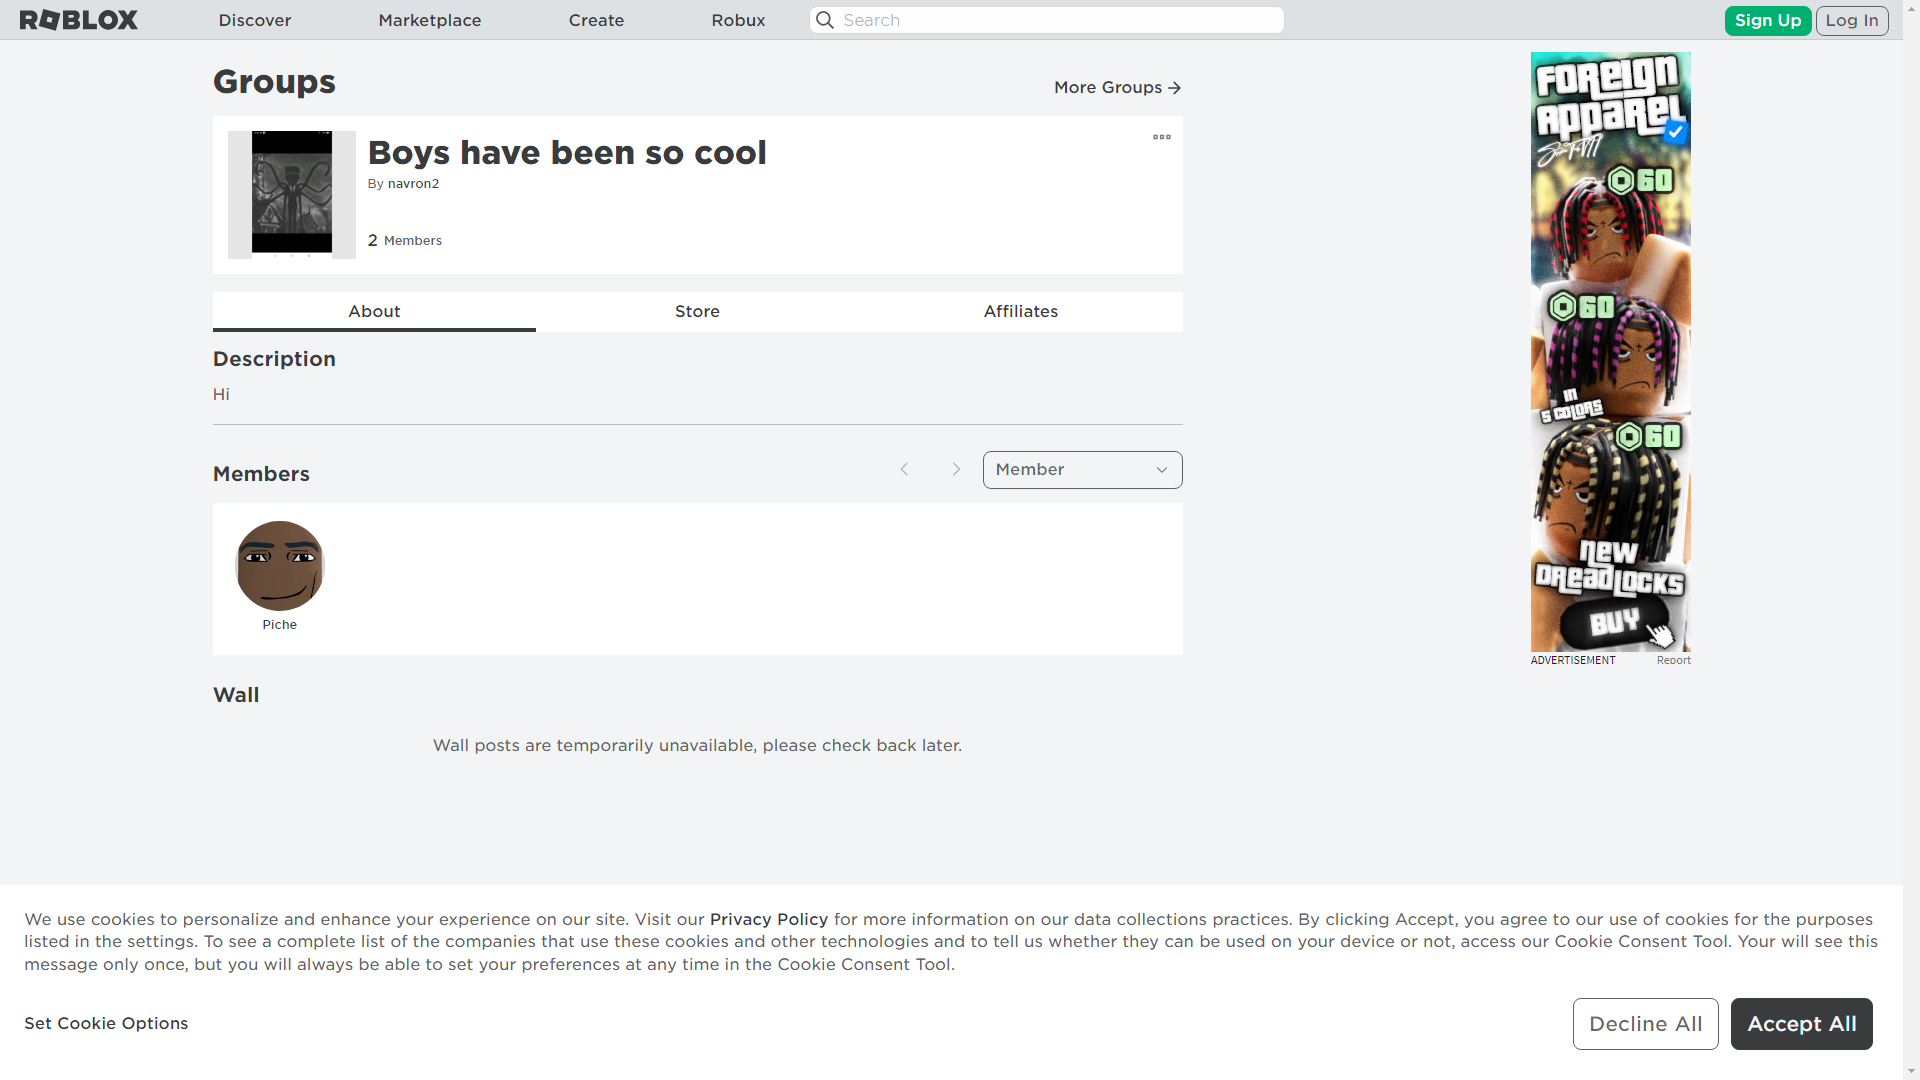 ROBLOX
Discover
Marketplace
Create
Robux
Search
Sign Up
Log In
Groups
More Groups
Boys have been so cool
By navron2
2 Members
About
Store
Affiliates
Description
Hi
Members
Member
Piche
Wall
Wall posts are temporarily unavailable, please check back later.
FOREIGN
APPAREL
60
60
IN
5 COLORS
60
NEW
DREADLOCKS
BUY
ADVERTISEMENT
Report
We use cookies to personalize and enhance your experience on our site. Visit our Privacy Policy for more information on our data collections practices. By clicking Accept, you agree to our use of cookies for the purposes
listed in the settings. To see a complete list of the companies that use these cookies and other technologies and to tell us whether they can be used on your device or not, access our Cookie Consent Tool. Your will see this
message only once, but you will always be able to set your preferences at any time in the Cookie Consent Tool.
Set Cookie Options
Decline All
Accept All